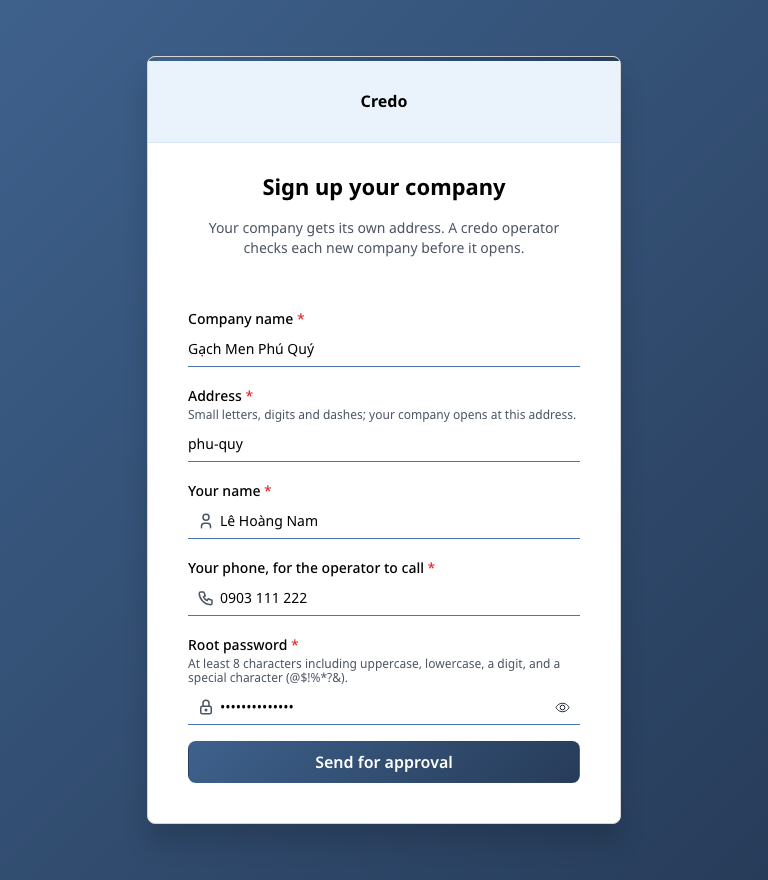 Credo
Sign up your company
Your company gets its own address. A credo operator
checks each new company before it opens.
Company name *
Gạch Men Phú Quý
Address *
Small letters, digits and dashes; your company opens at this address.
phu-quy
Your name *
Lê Hoàng Nam
Your phone, for the operator to call *
0903 111 222
Root password *
At least 8 characters including uppercase, lowercase, a digit, and a
special character (@$!%*?&).
••••••••••••••
Send for approval